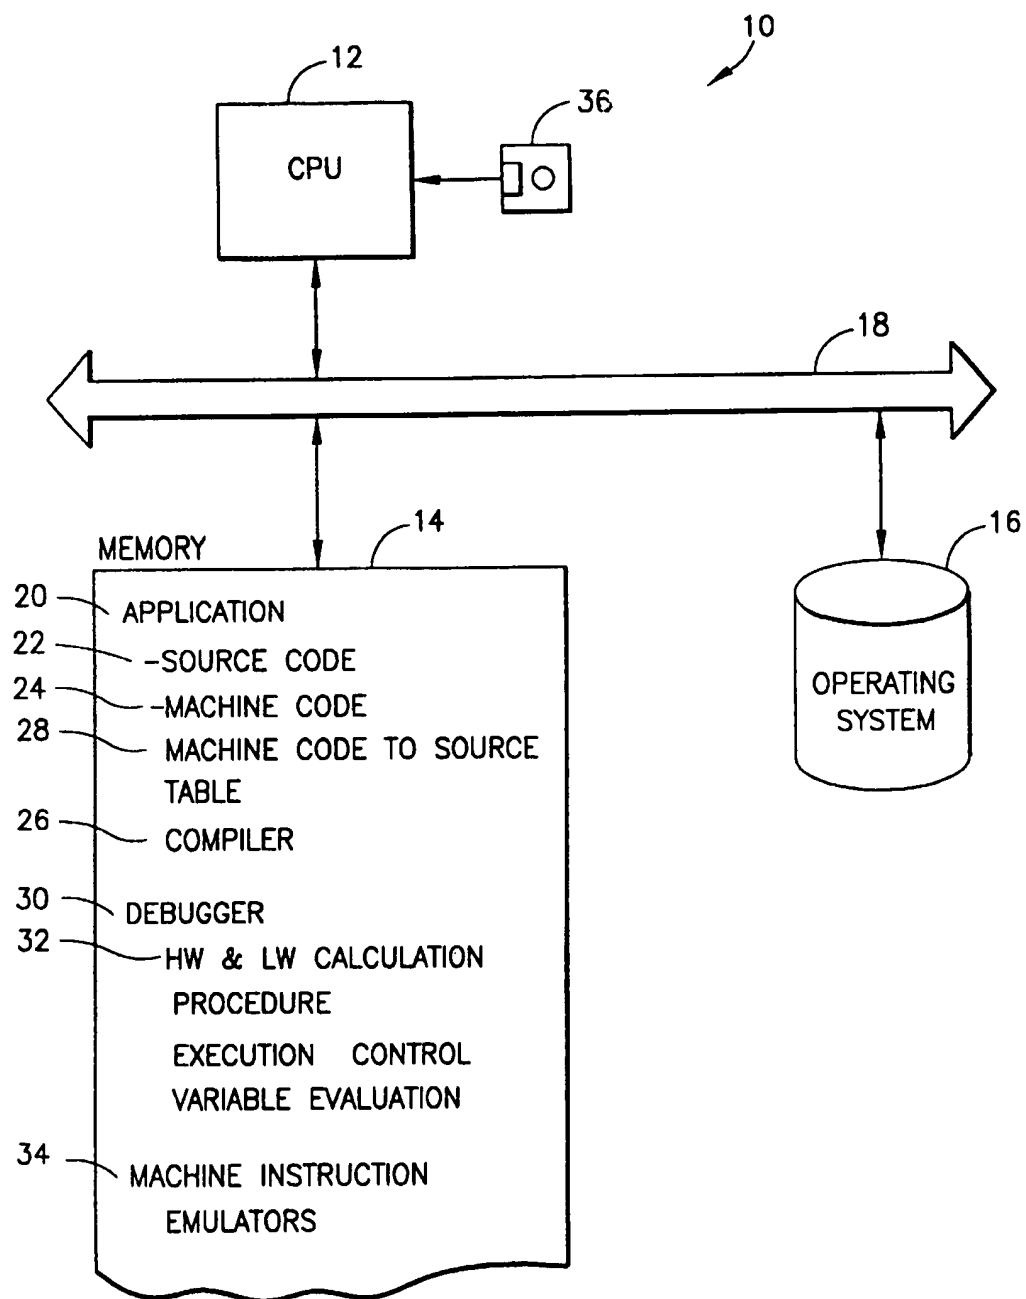 10
12
36
CPU
18
14
16
MEMORY
20 APPLICATION
22 -SOURCE CODE
24 -MACHINE CODE
28 MACHINE CODE TO SOURCE
TABLE
26 COMPILER
OPERATING
SYSTEM
30 DEBUGGER
32 HW & LW CALCULATION
PROCEDURE
EXECUTION CONTROL
VARIABLE EVALUATION
34 MACHINE INSTRUCTION
EMULATORS